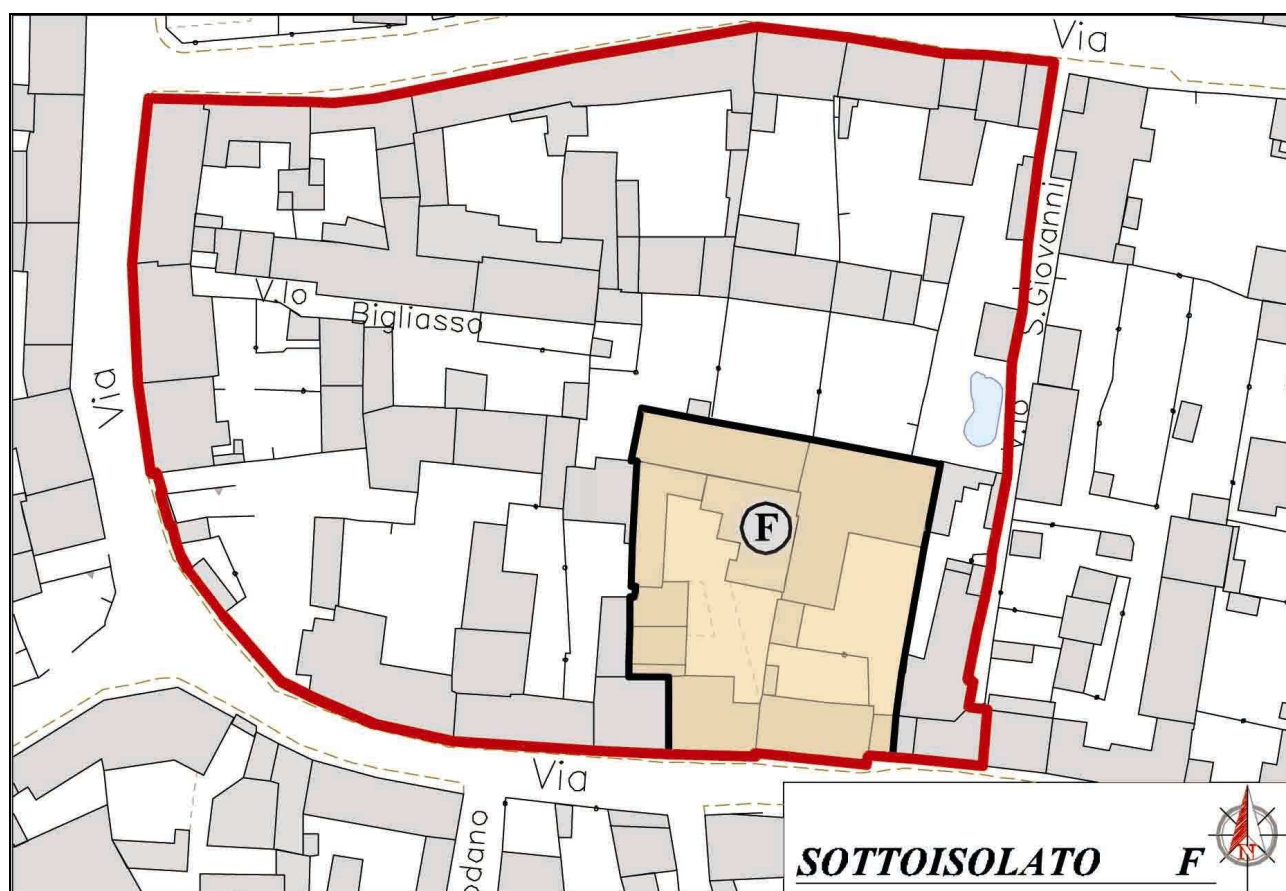 Via
S. Giovanni
V.lo
V.lo
Bigliasso
Via
F
Via
odano
SOTTOISOLATO F
N